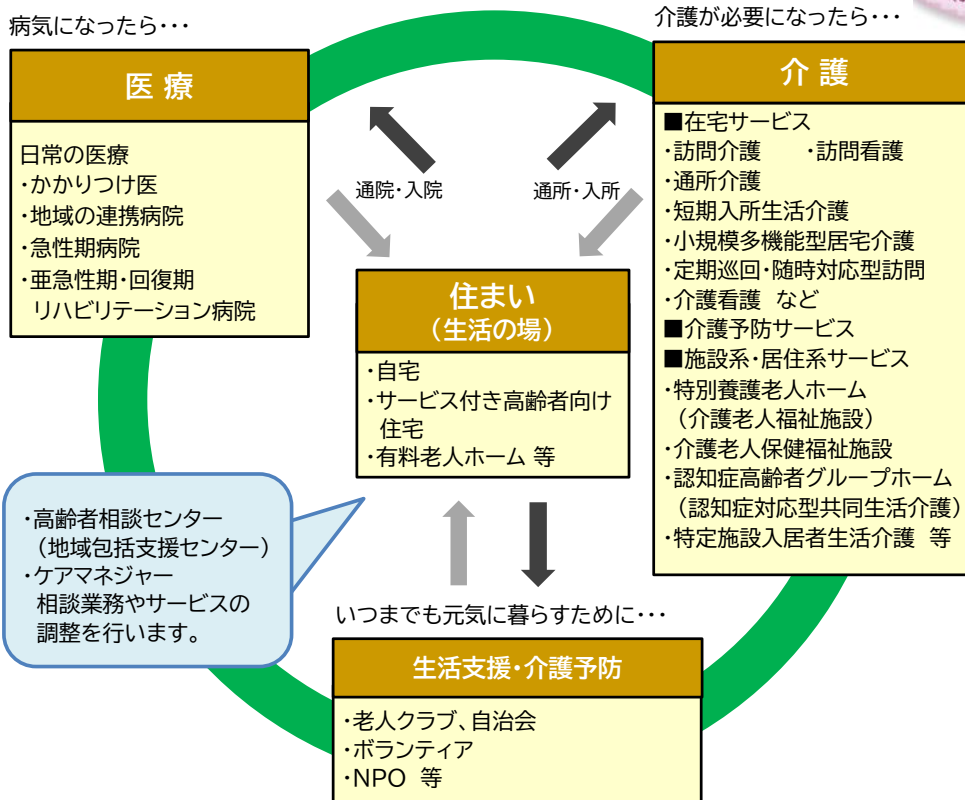 病気になったら・・・
医療
日常の医療
・かかりつけ医
・地域の連携病院
・急性期病院
・亜急性期・回復期
リハビリテーション病院
通院・入院
通所・入所
介護が必要になったら・・・
介護
■在宅サービス
・訪問介護 ・訪問看護
・通所介護
・短期入所生活介護
・小規模多機能型居宅介護
・定期巡回・随時対応型訪問
・介護看護 など
■介護予防サービス
■施設系・居住系サービス
・特別養護老人ホーム
（介護老人福祉施設）
・介護老人保健福祉施設
・認知症高齢者グループホーム
（認知症対応型共同生活介護）
・特定施設入居者生活介護 等
住まい
（生活の場）
・自宅
・サービス付き高齢者向け
住宅
・有料老人ホーム 等
・高齢者相談センター
（地域包括支援センター）
・ケアマネジャー
相談業務やサービスの
調整を行います。
いつまでも元気に暮らすために・・・
生活支援・介護予防
・老人クラブ、自治会
・ボランティア
・NPO 等